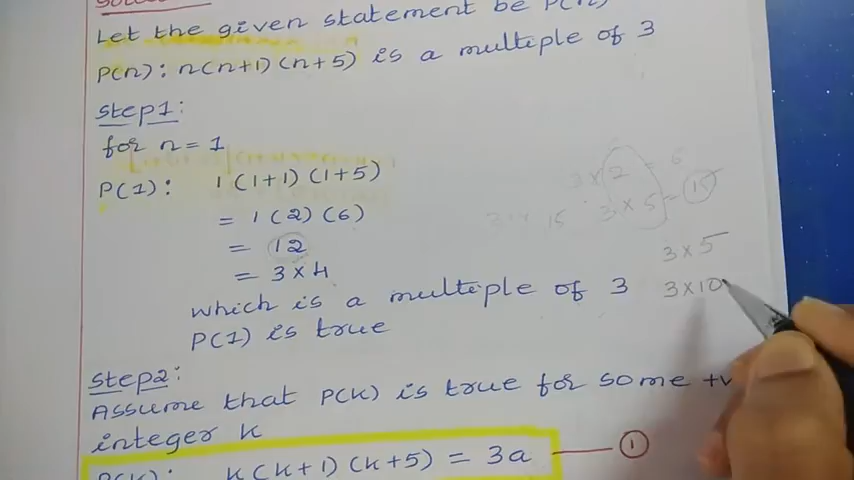 Let the given statement be P(n)
P(n): n(n+1)(n+5) is a multiple of 3
Step1:
for n=1
P(1): 1(1+1)(1+5)
= 1(2)(6)
= 12
= 3×4
which is a multiple of 3
P(1) is true
3×2 = 6
3×5 = 15
3×5
3×10
Step2:
Assume that P(K) is true for some +v
integer K
P(K): K(K+1)(K+5) = 3a 1